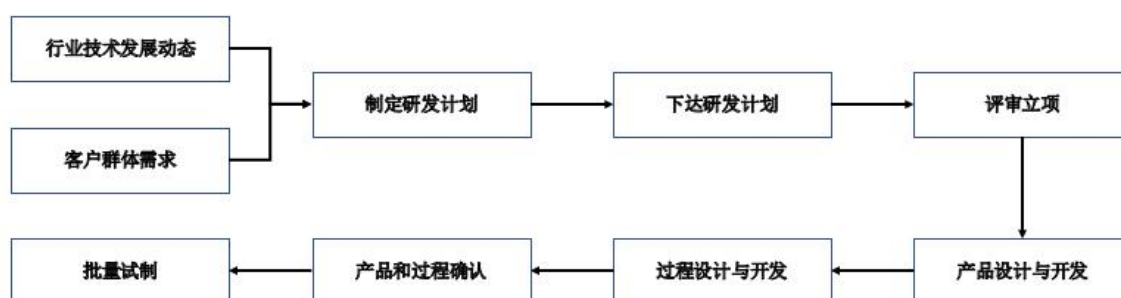 行业技术发展动态
客户群体需求
制定研发计划
下达研发计划
评审立项
产品设计与开发
过程设计与开发
产品和过程确认
批量试制